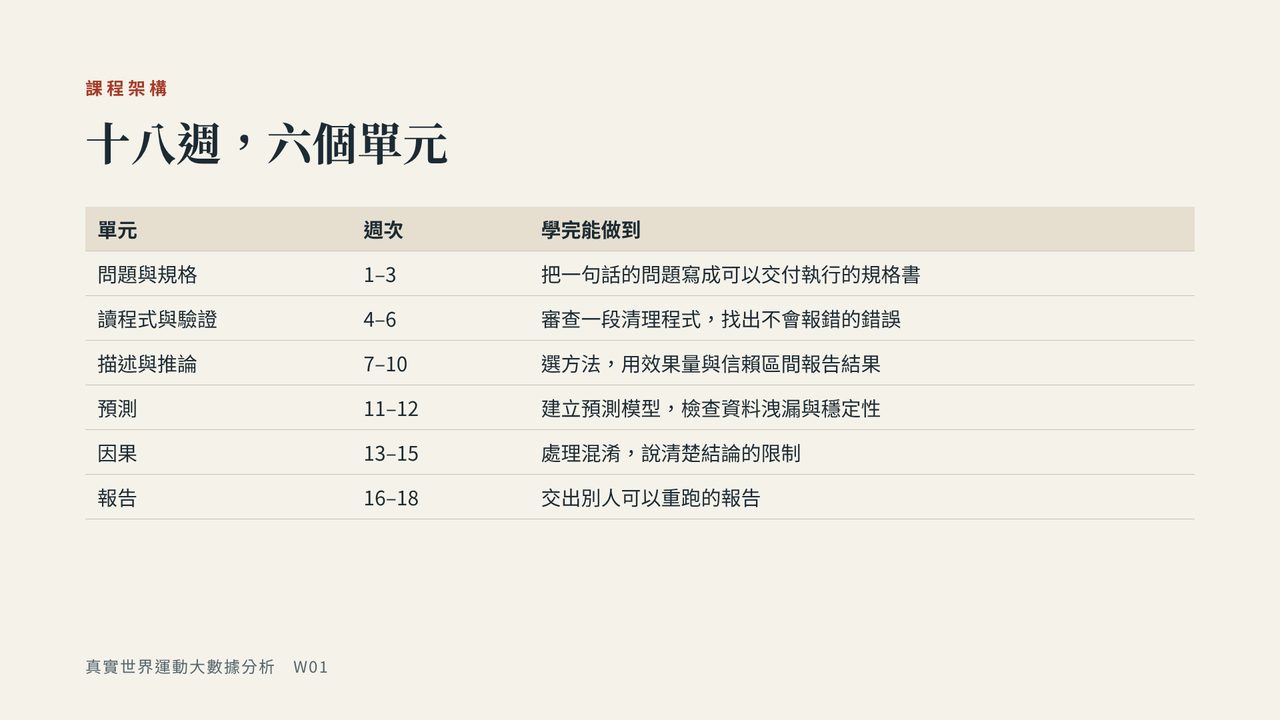 課程架構
十八週，六個單元
單元 週次 學完能做到
問題與規格 1–3 把一句話的問題寫成可以交付執行的規格書
讀程式與驗證 4–6 審查一段清理程式，找出不會報錯的錯誤
描述與推論 7–10 選方法，用效果量與信賴區間報告結果
預測 11–12 建立預測模型，檢查資料洩漏與穩定性
因果 13–15 處理混淆，說清楚結論的限制
報告 16–18 交出別人可以重跑的報告
真實世界運動大數據分析 W01